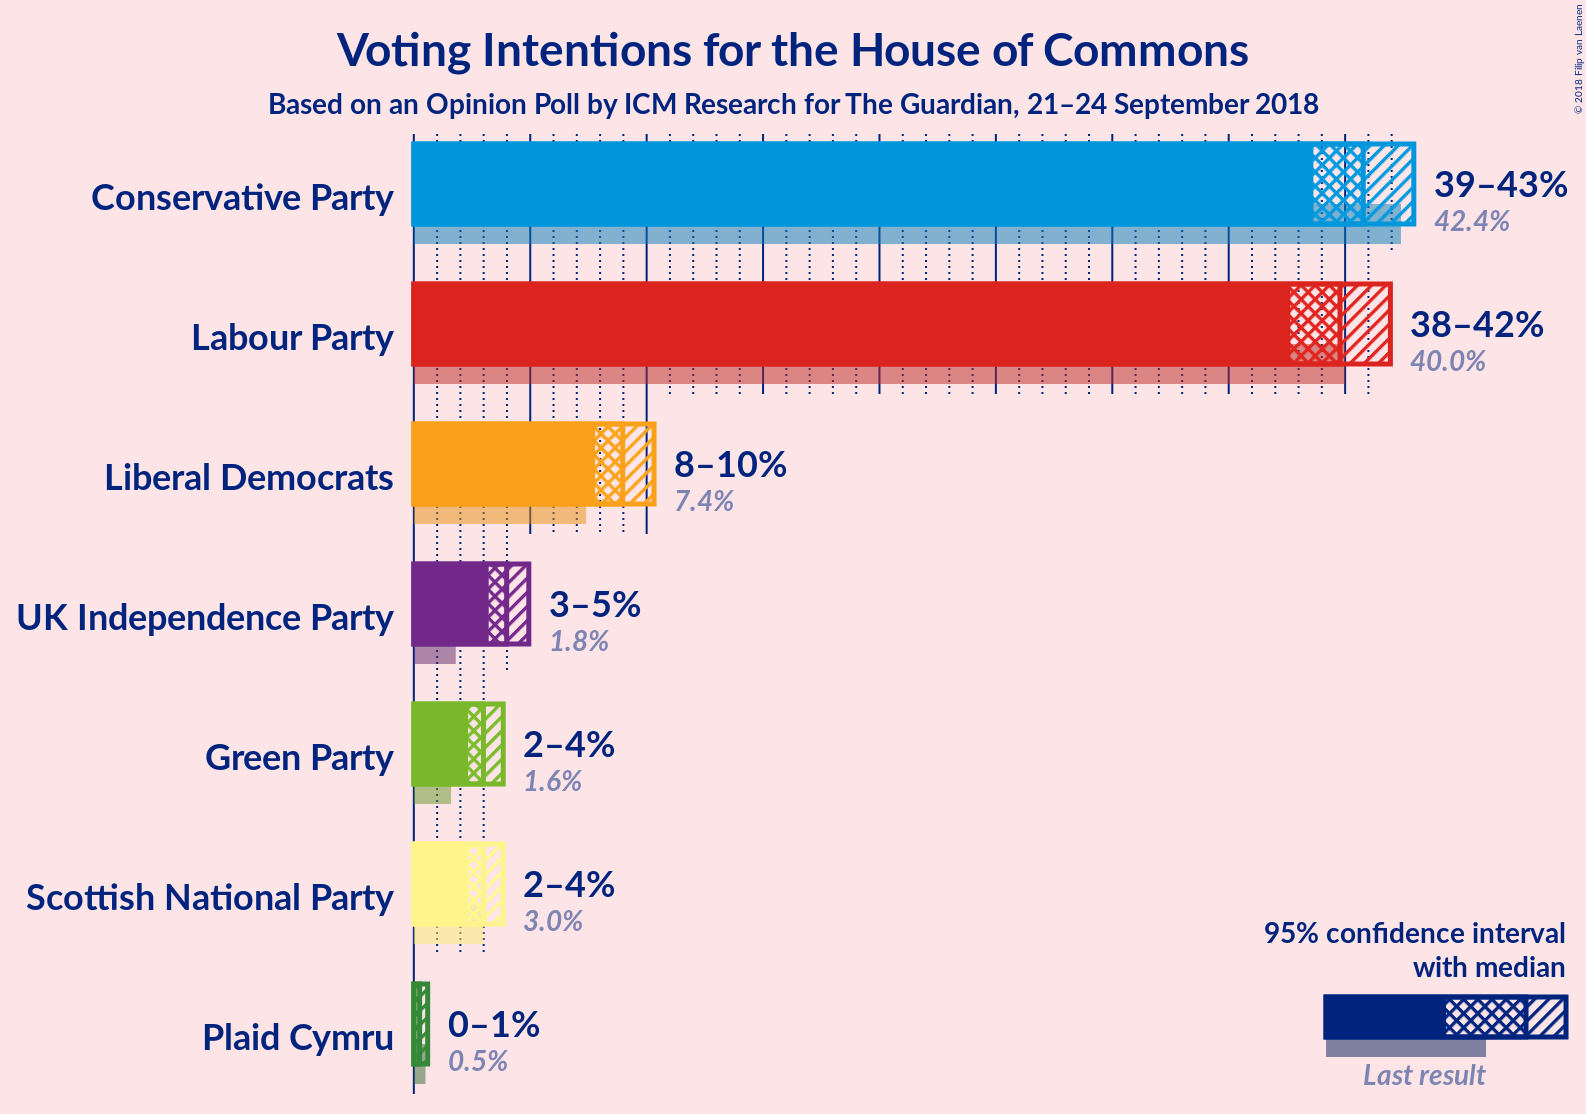 Voting Intentions for the House of Commons
Based on an Opinion Poll by ICM Research for The Guardian, 21–24 September 2018
© 2018 Filip van Laenen
Conservative Party
39–43%
42.4%
Labour Party
38–42%
40.0%
Liberal Democrats
8–10%
7.4%
UK Independence Party
3–5%
1.8%
Green Party
2–4%
1.6%
Scottish National Party
2–4%
3.0%
Plaid Cymru
0–1%
0.5%
95% confidence interval
with median
Last result